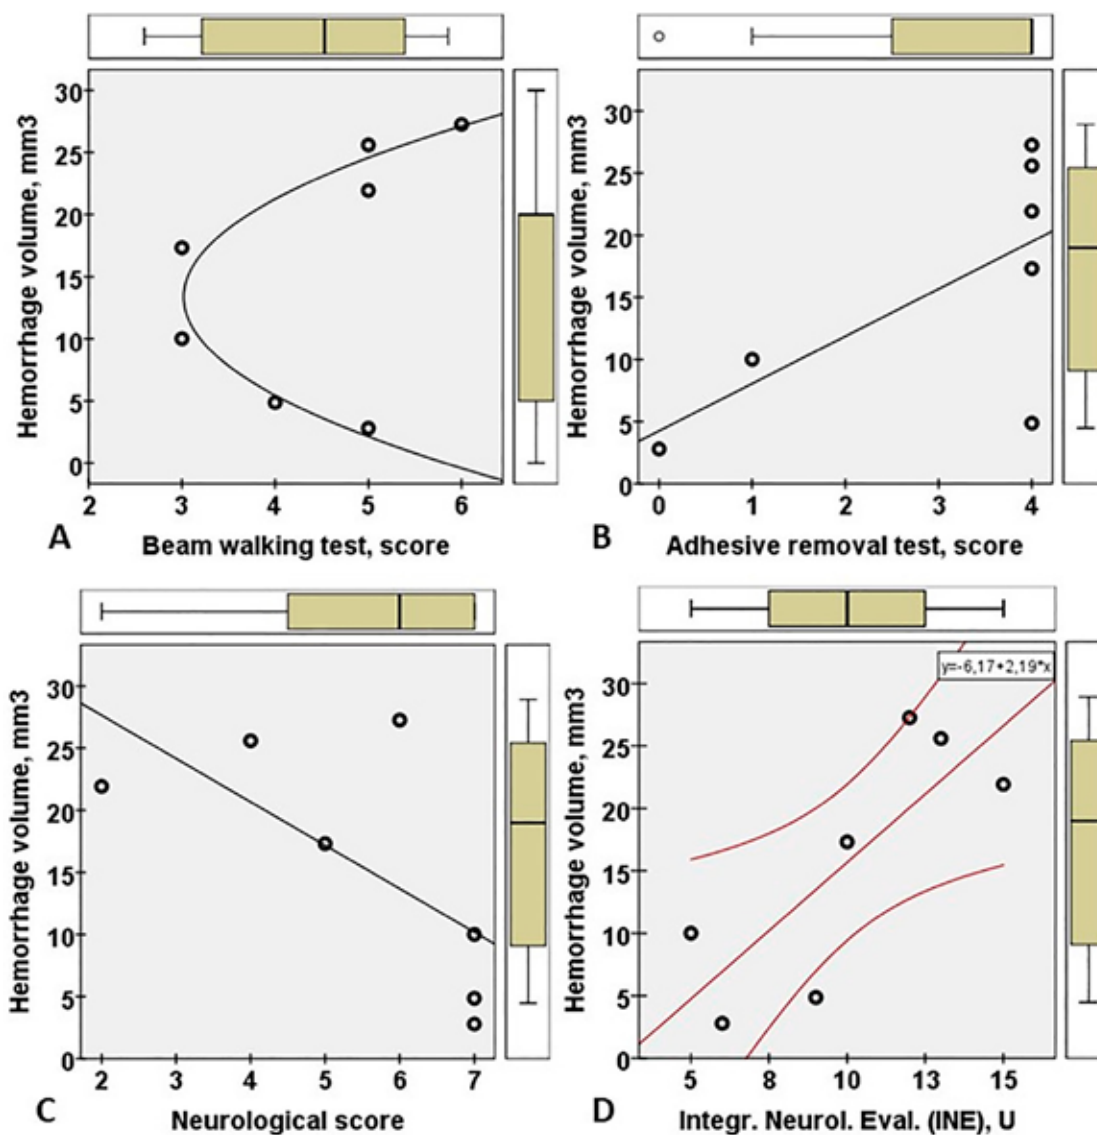 Hemorrhage volume, mm3
30
25
20
15
10
5
0
2 3 4 5 6
A
Beam walking test, score
Hemorrhage volume, mm3
30
25
20
15
10
5
0
0 1 2 3 4
B
Adhesive removal test, score
Hemorrhage volume, mm3
30
25
20
15
10
5
0
2 3 4 5 6 7
C
Neurological score
Hemorrhage volume, mm3
30
25
20
15
10
5
0
y=-6,17+2,19*x
5 8 10 13 15
D
Integr. Neurol. Eval. (INE), U